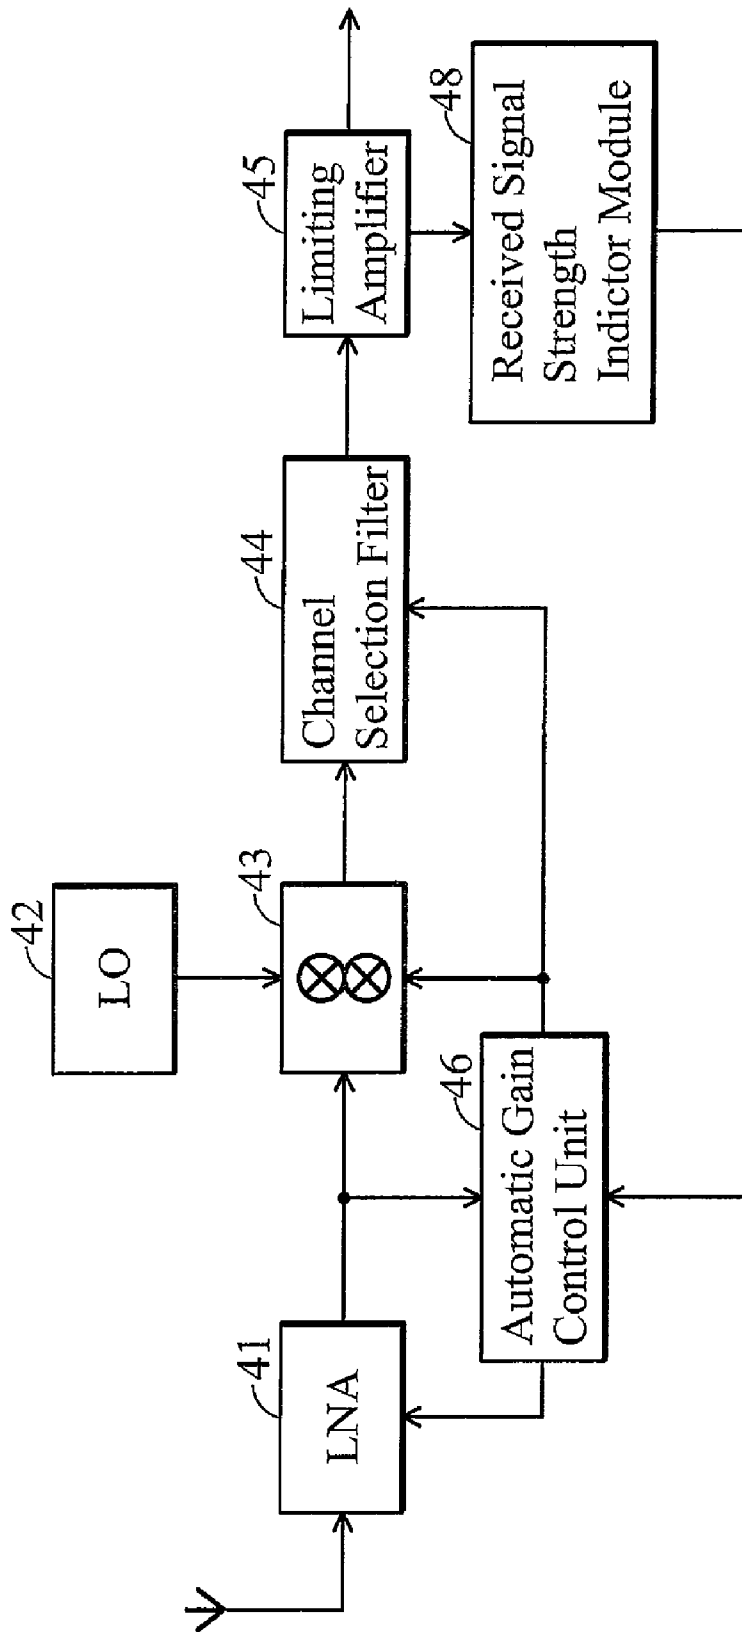 42
LO
41
LNA
43
44
Channel
Selection Filter
45
Limiting
Amplifier
46
Automatic Gain
Control Unit
48
Received Signal
Strength
Indictor Module